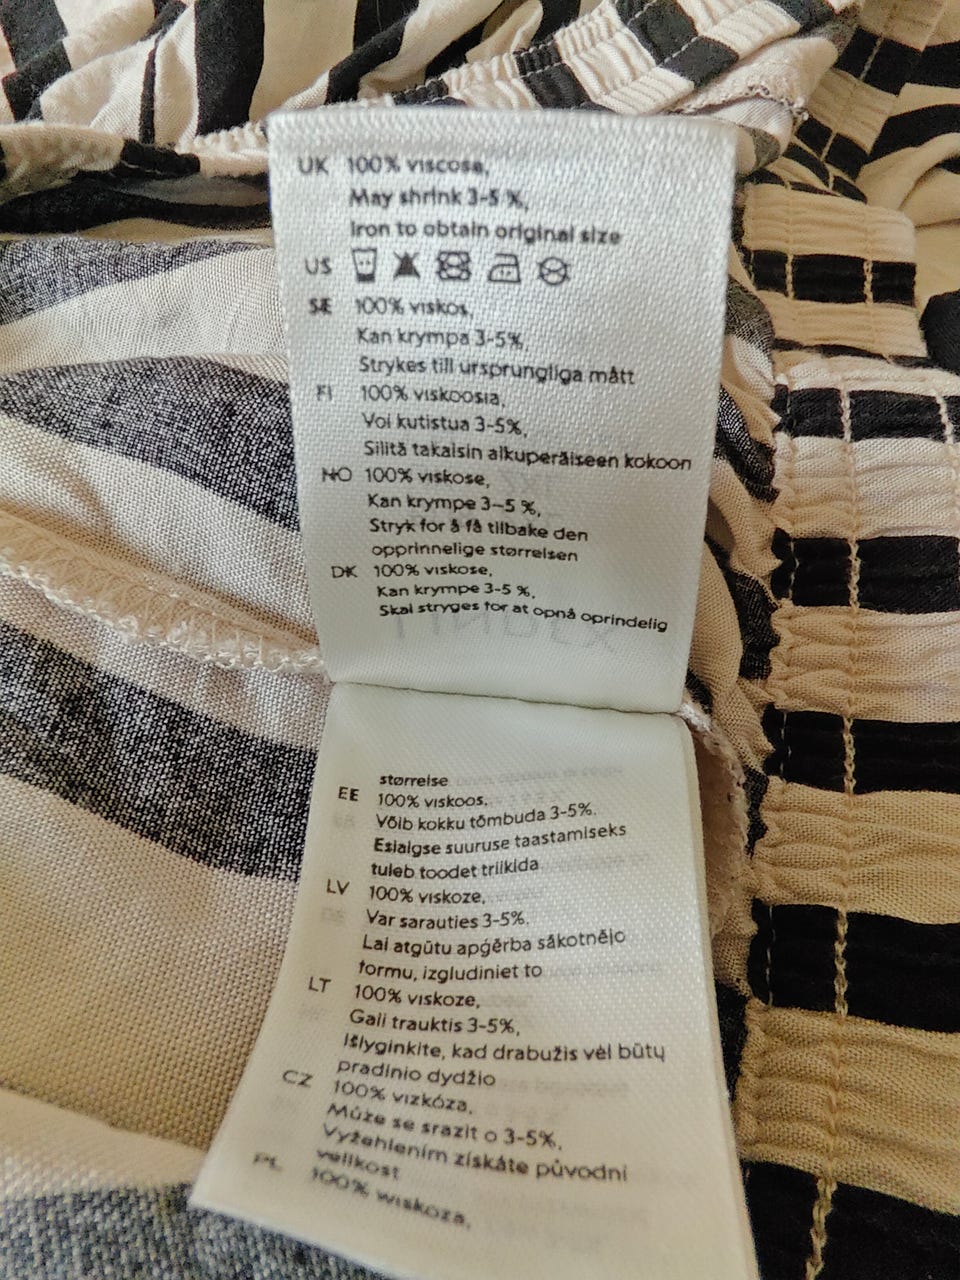 UK 100% viscose,
May shrink 3-5 %,
Iron to obtain original size
US
SE 100% viskos,
Kan krympa 3-5%,
Strykes till ursprungliga mått
FI 100% viskoosia,
Voi kutistua 3-5%,
Silitä takaisin alkuperäiseen kokoon
NO 100% viskose,
Kan krympe 3-5 %,
Stryk for å få tilbake den
opprinnelige størrelsen
DK 100% viskose,
Kan krympe 3-5 %,
Skal stryges for at opnå oprindelig
LINDEX
størrelse
EE 100% viskoos,
Võib kokku tõmbuda 3-5%.
Esialgse suuruse taastamiseks
tuleb toodet triikida
LV 100% viskoze,
Var sarauties 3-5%.
Lai atgūtu apģērba sākotnējo
formu, izgludiniet to
LT 100% viskoze,
Gali trauktis 3-5%,
Išlyginkite, kad drabužis vėl būtų
pradinio dydžio
CZ 100% vizkóza,
Může se srazit o 3-5%,
Vyžehlením získáte původní
velikost
PL 100% wiskoza,